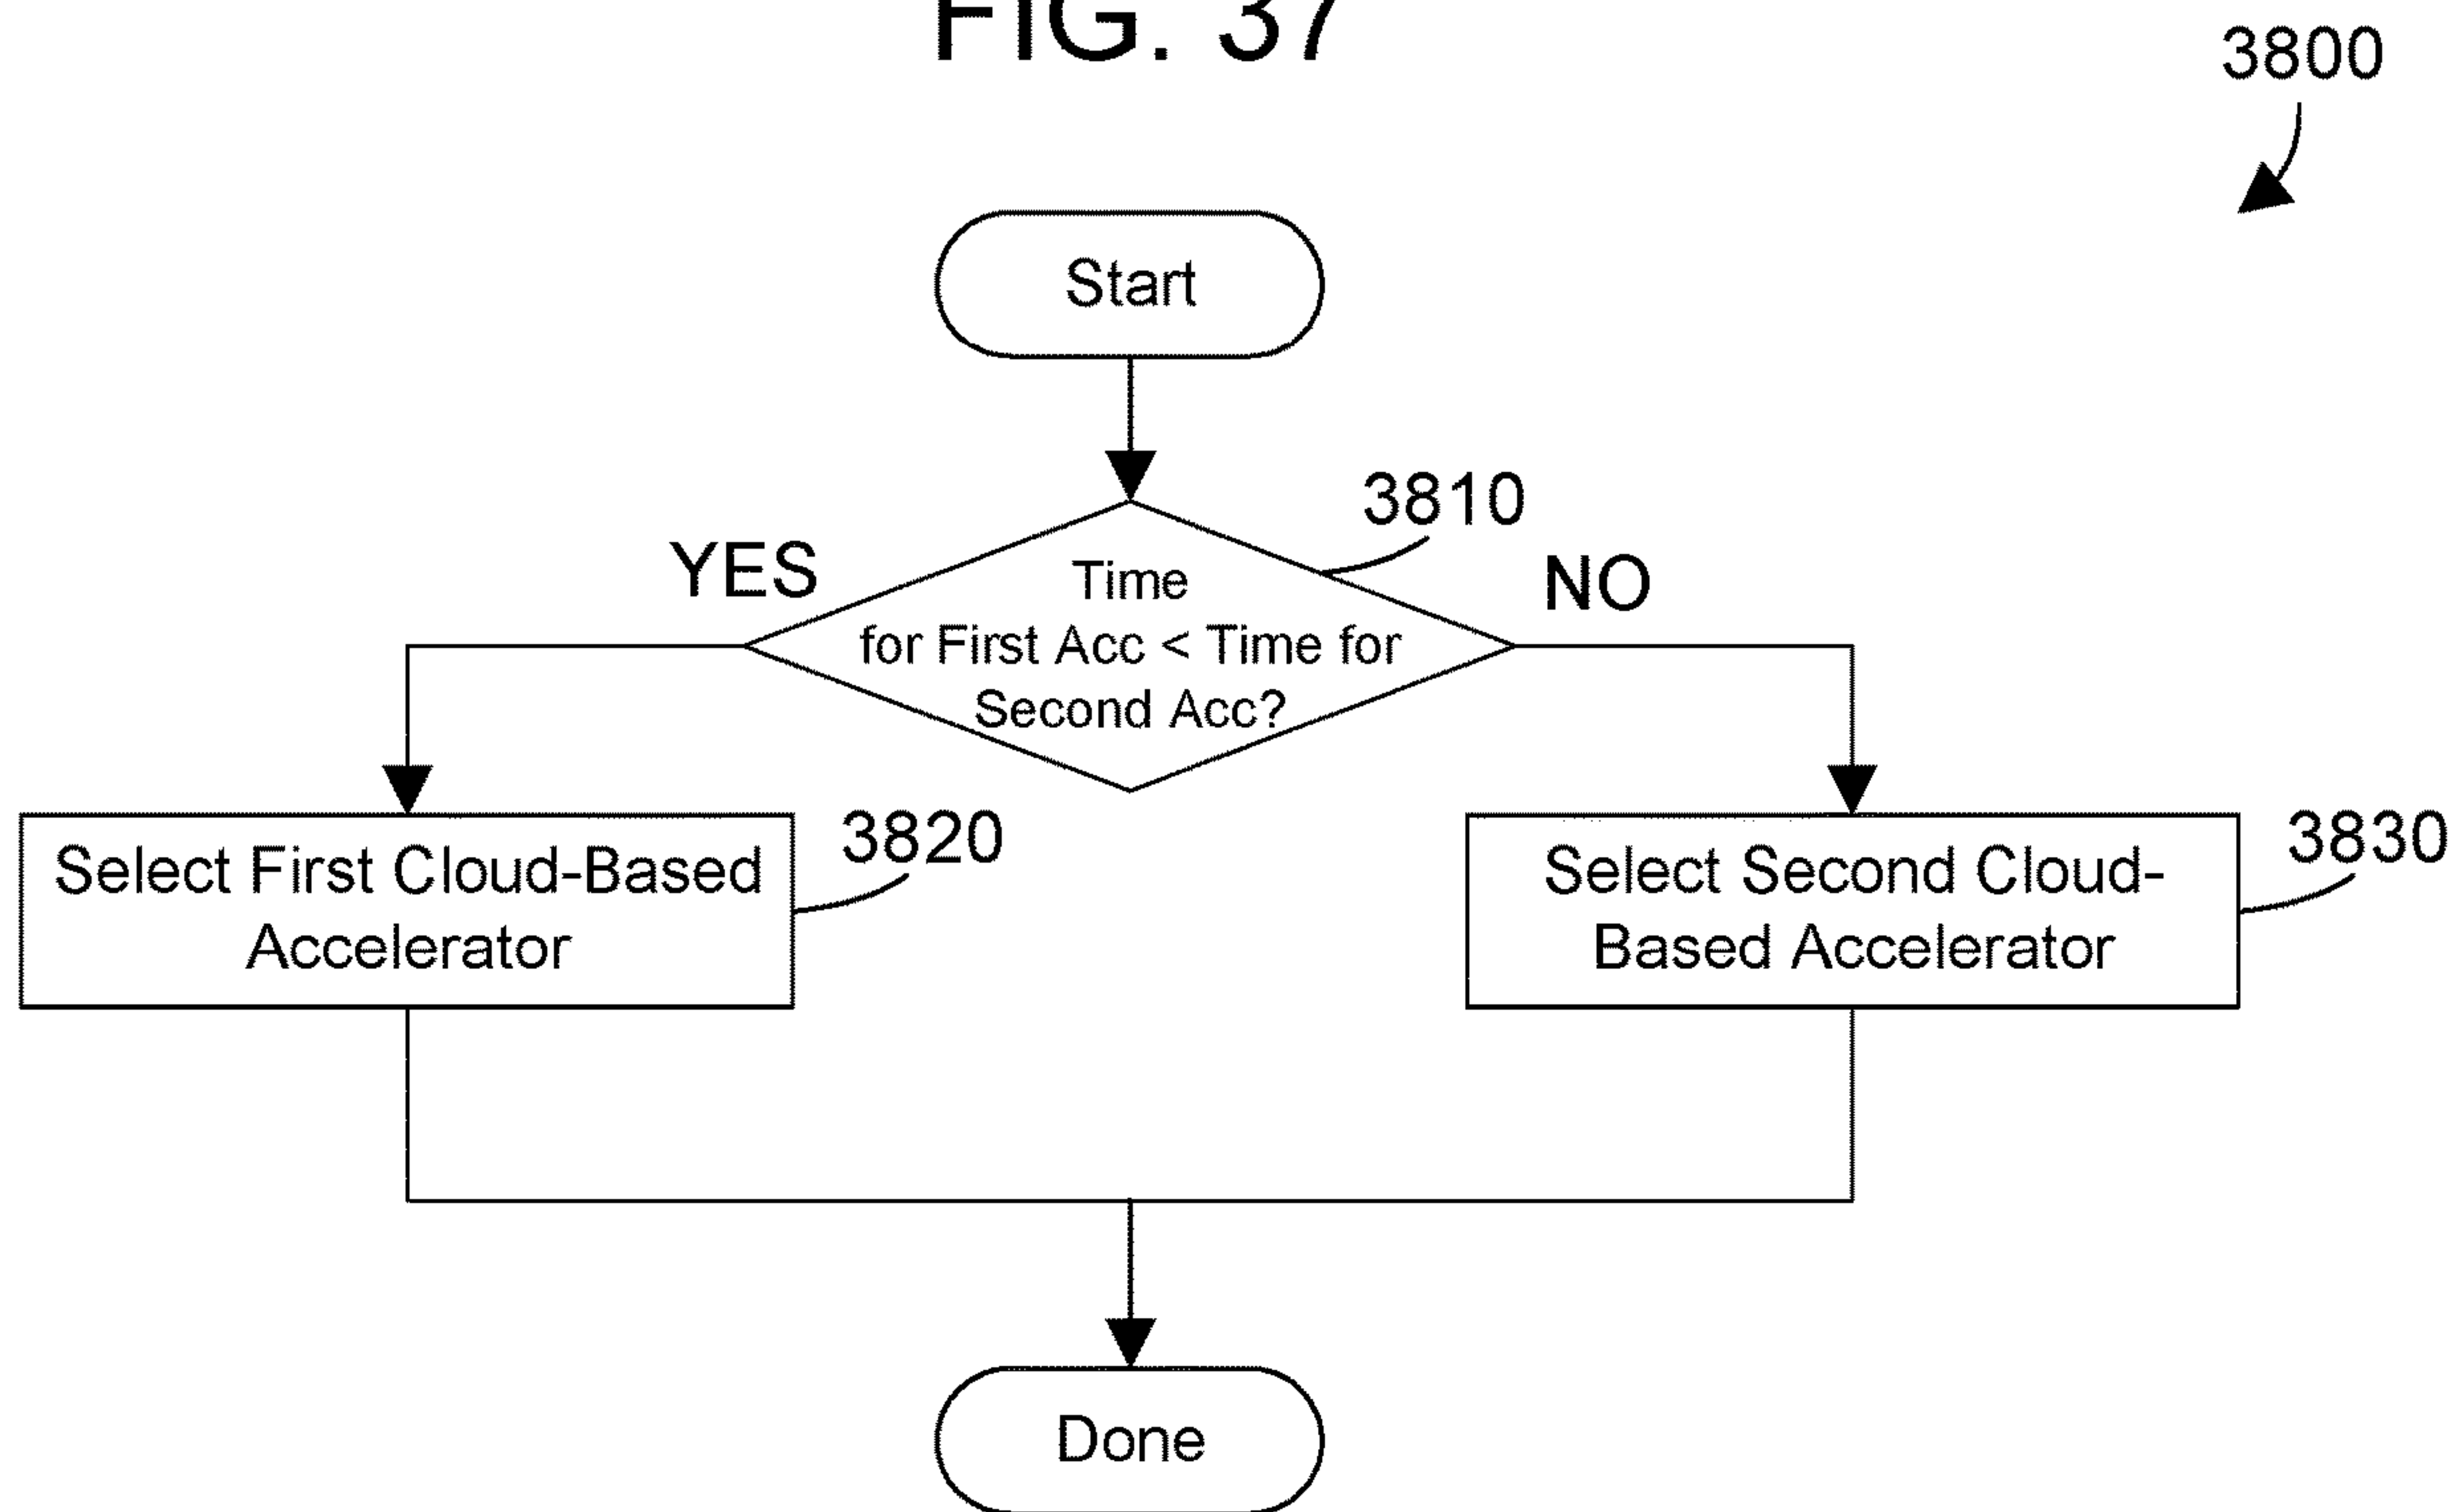 FIG. 37
3800
Start
3810
YES
NO
Time
for First Acc < Time for
Second Acc?
Select First Cloud-Based
Accelerator
3820
Select Second Cloud-
Based Accelerator
3830
Done